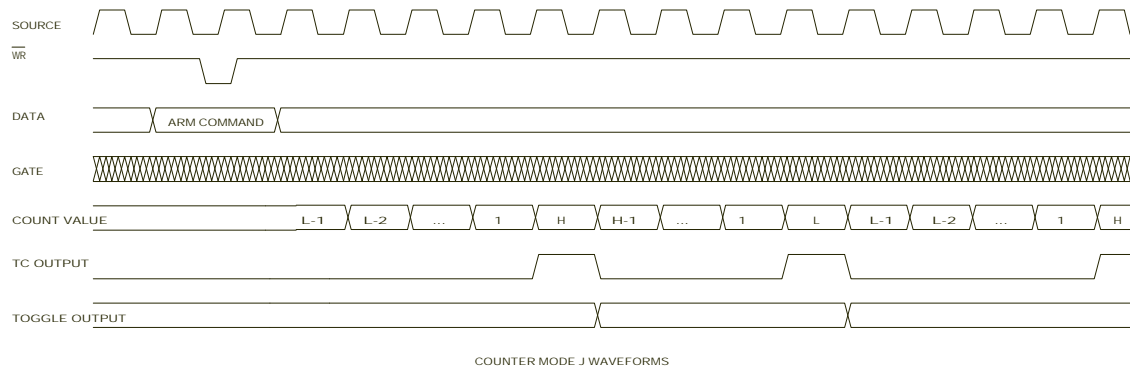 SOURCE
WR
DATA
ARM COMMAND
GATE
COUNT VALUE L-1 L-2 ... 1 H H-1 ... 1 L L-1 L-2 ... 1 H
TC OUTPUT
TOGGLE OUTPUT
COUNTER MODE J WAVEFORMS